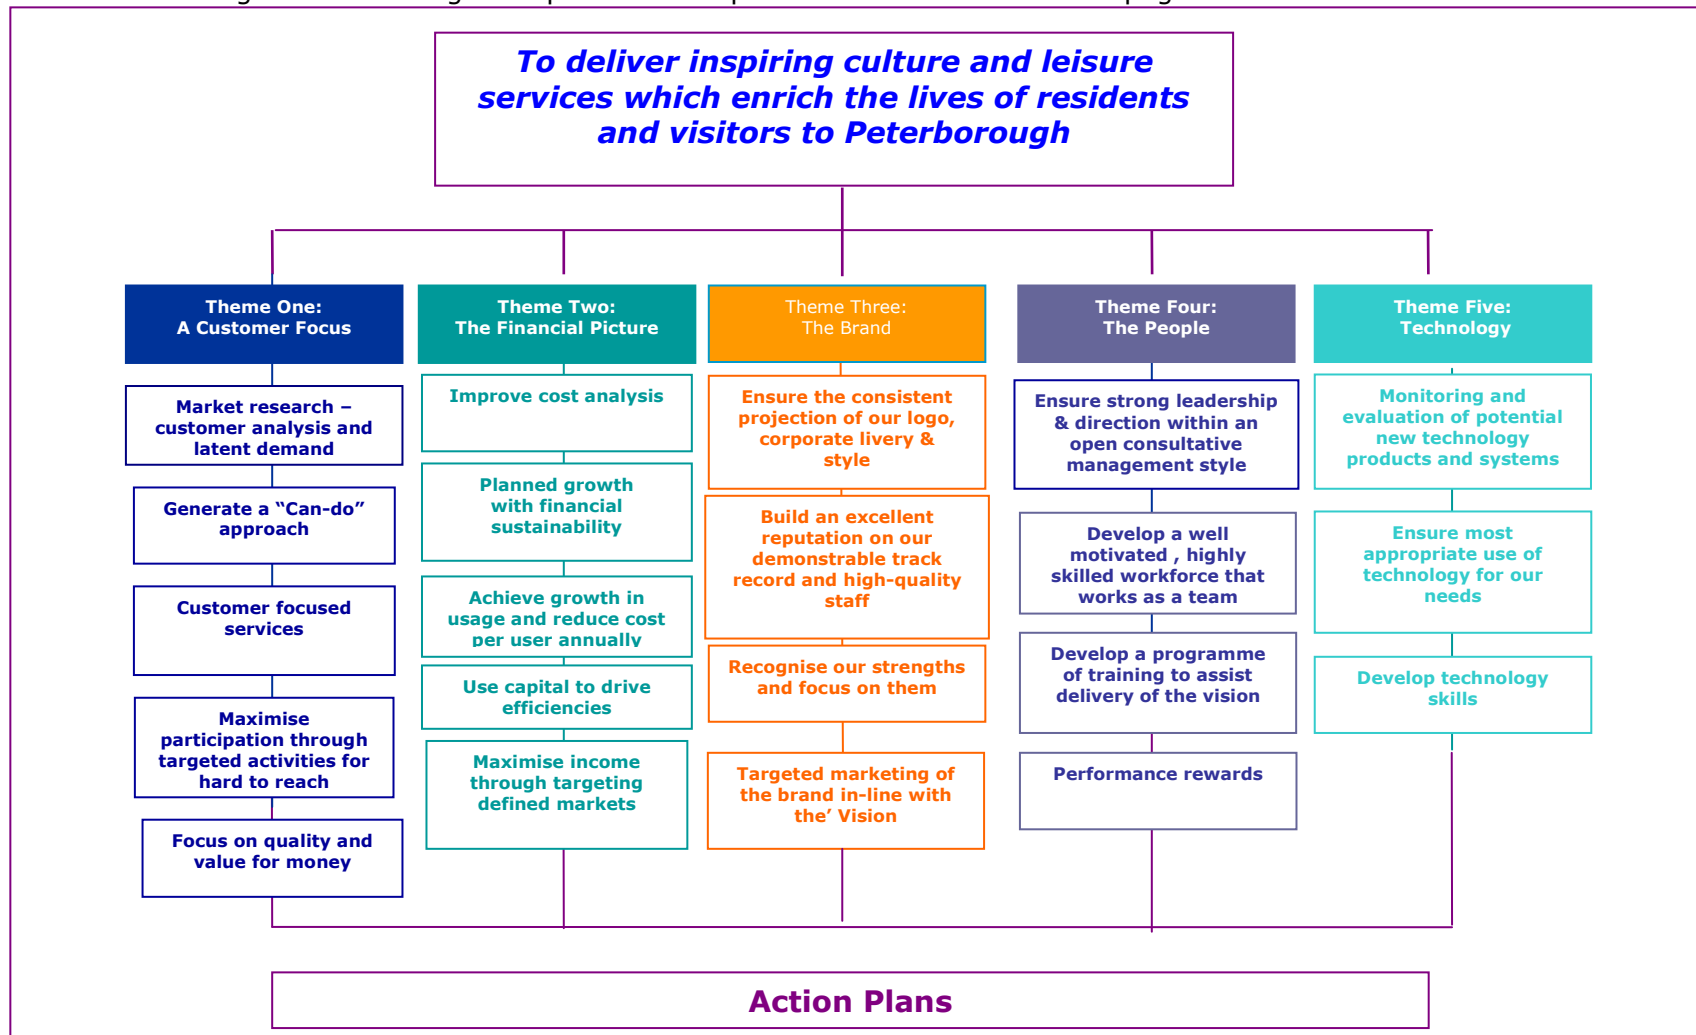 To deliver inspiring culture and leisure
services which enrich the lives of residents
and visitors to Peterborough
Theme One:
A Customer Focus
Market research –
customer analysis and
latent demand
Generate a “Can-do”
approach
Customer focused
services
Maximise
participation through
targeted activities for
hard to reach
Focus on quality and
value for money
Theme Two:
The Financial Picture
Improve cost analysis
Planned growth
with financial
sustainability
Achieve growth in
usage and reduce cost
per user annually
Use capital to drive
efficiencies
Maximise income
through targeting
defined markets
Theme Three:
The Brand
Ensure the consistent
projection of our logo,
corporate livery &
style
Build an excellent
reputation on our
demonstrable track
record and high-quality
staff
Recognise our strengths
and focus on them
Targeted marketing of
the brand in-line with
the’ Vision
Theme Four:
The People
Ensure strong leadership
& direction within an
open consultative
management style
Develop a well
motivated , highly
skilled workforce that
works as a team
Develop a programme
of training to assist
delivery of the vision
Performance rewards
Theme Five:
Technology
Monitoring and
evaluation of potential
new technology
products and systems
Ensure most
appropriate use of
technology for our
needs
Develop technology
skills
Action Plans